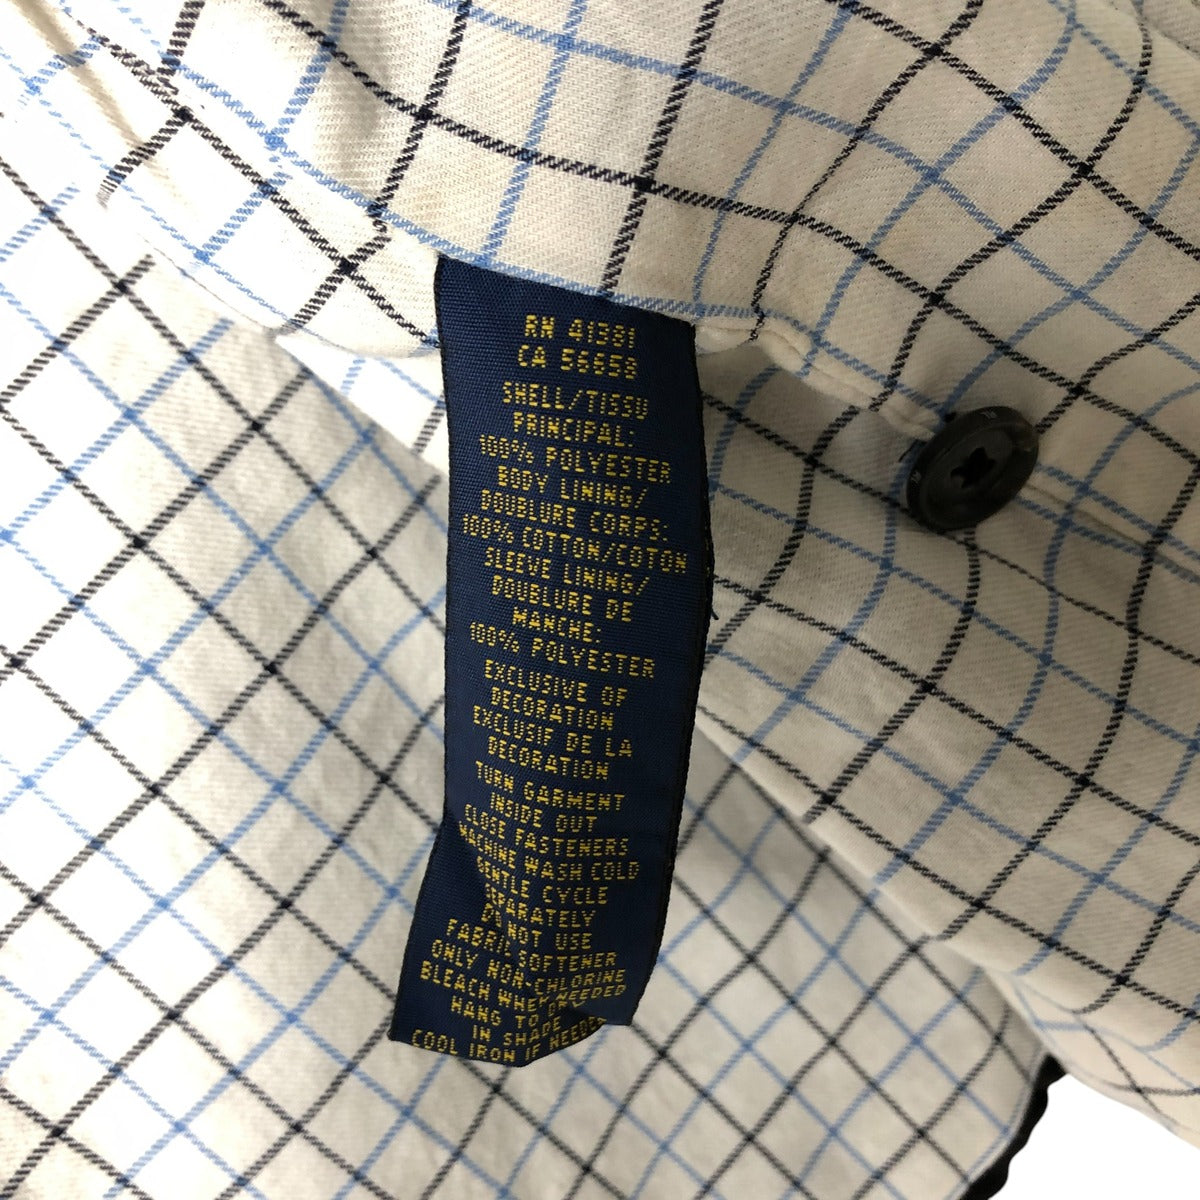 RN 41381
CA 56658
SHELL/TISSU
PRINCIPAL:
100% POLYESTER
BODY LINING/
DOUBLURE CORPS:
100% COTTON/COTON
SLEEVE LINING/
DOUBLURE DE
MANCHE:
100% POLYESTER
EXCLUSIVE OF
DECORATION
EXCLUSIF DE LA
DECORATION
TURN GARMENT
INSIDE OUT
CLOSE FASTENERS
MACHINE WASH COLD
GENTLE CYCLE
SEPARATELY
DO NOT USE
FABRIC SOFTENER
ONLY NON-CHLORINE
BLEACH WHEN NEEDED
HANG TO DRY
IN SHADE
COOL IRON IF NEEDED